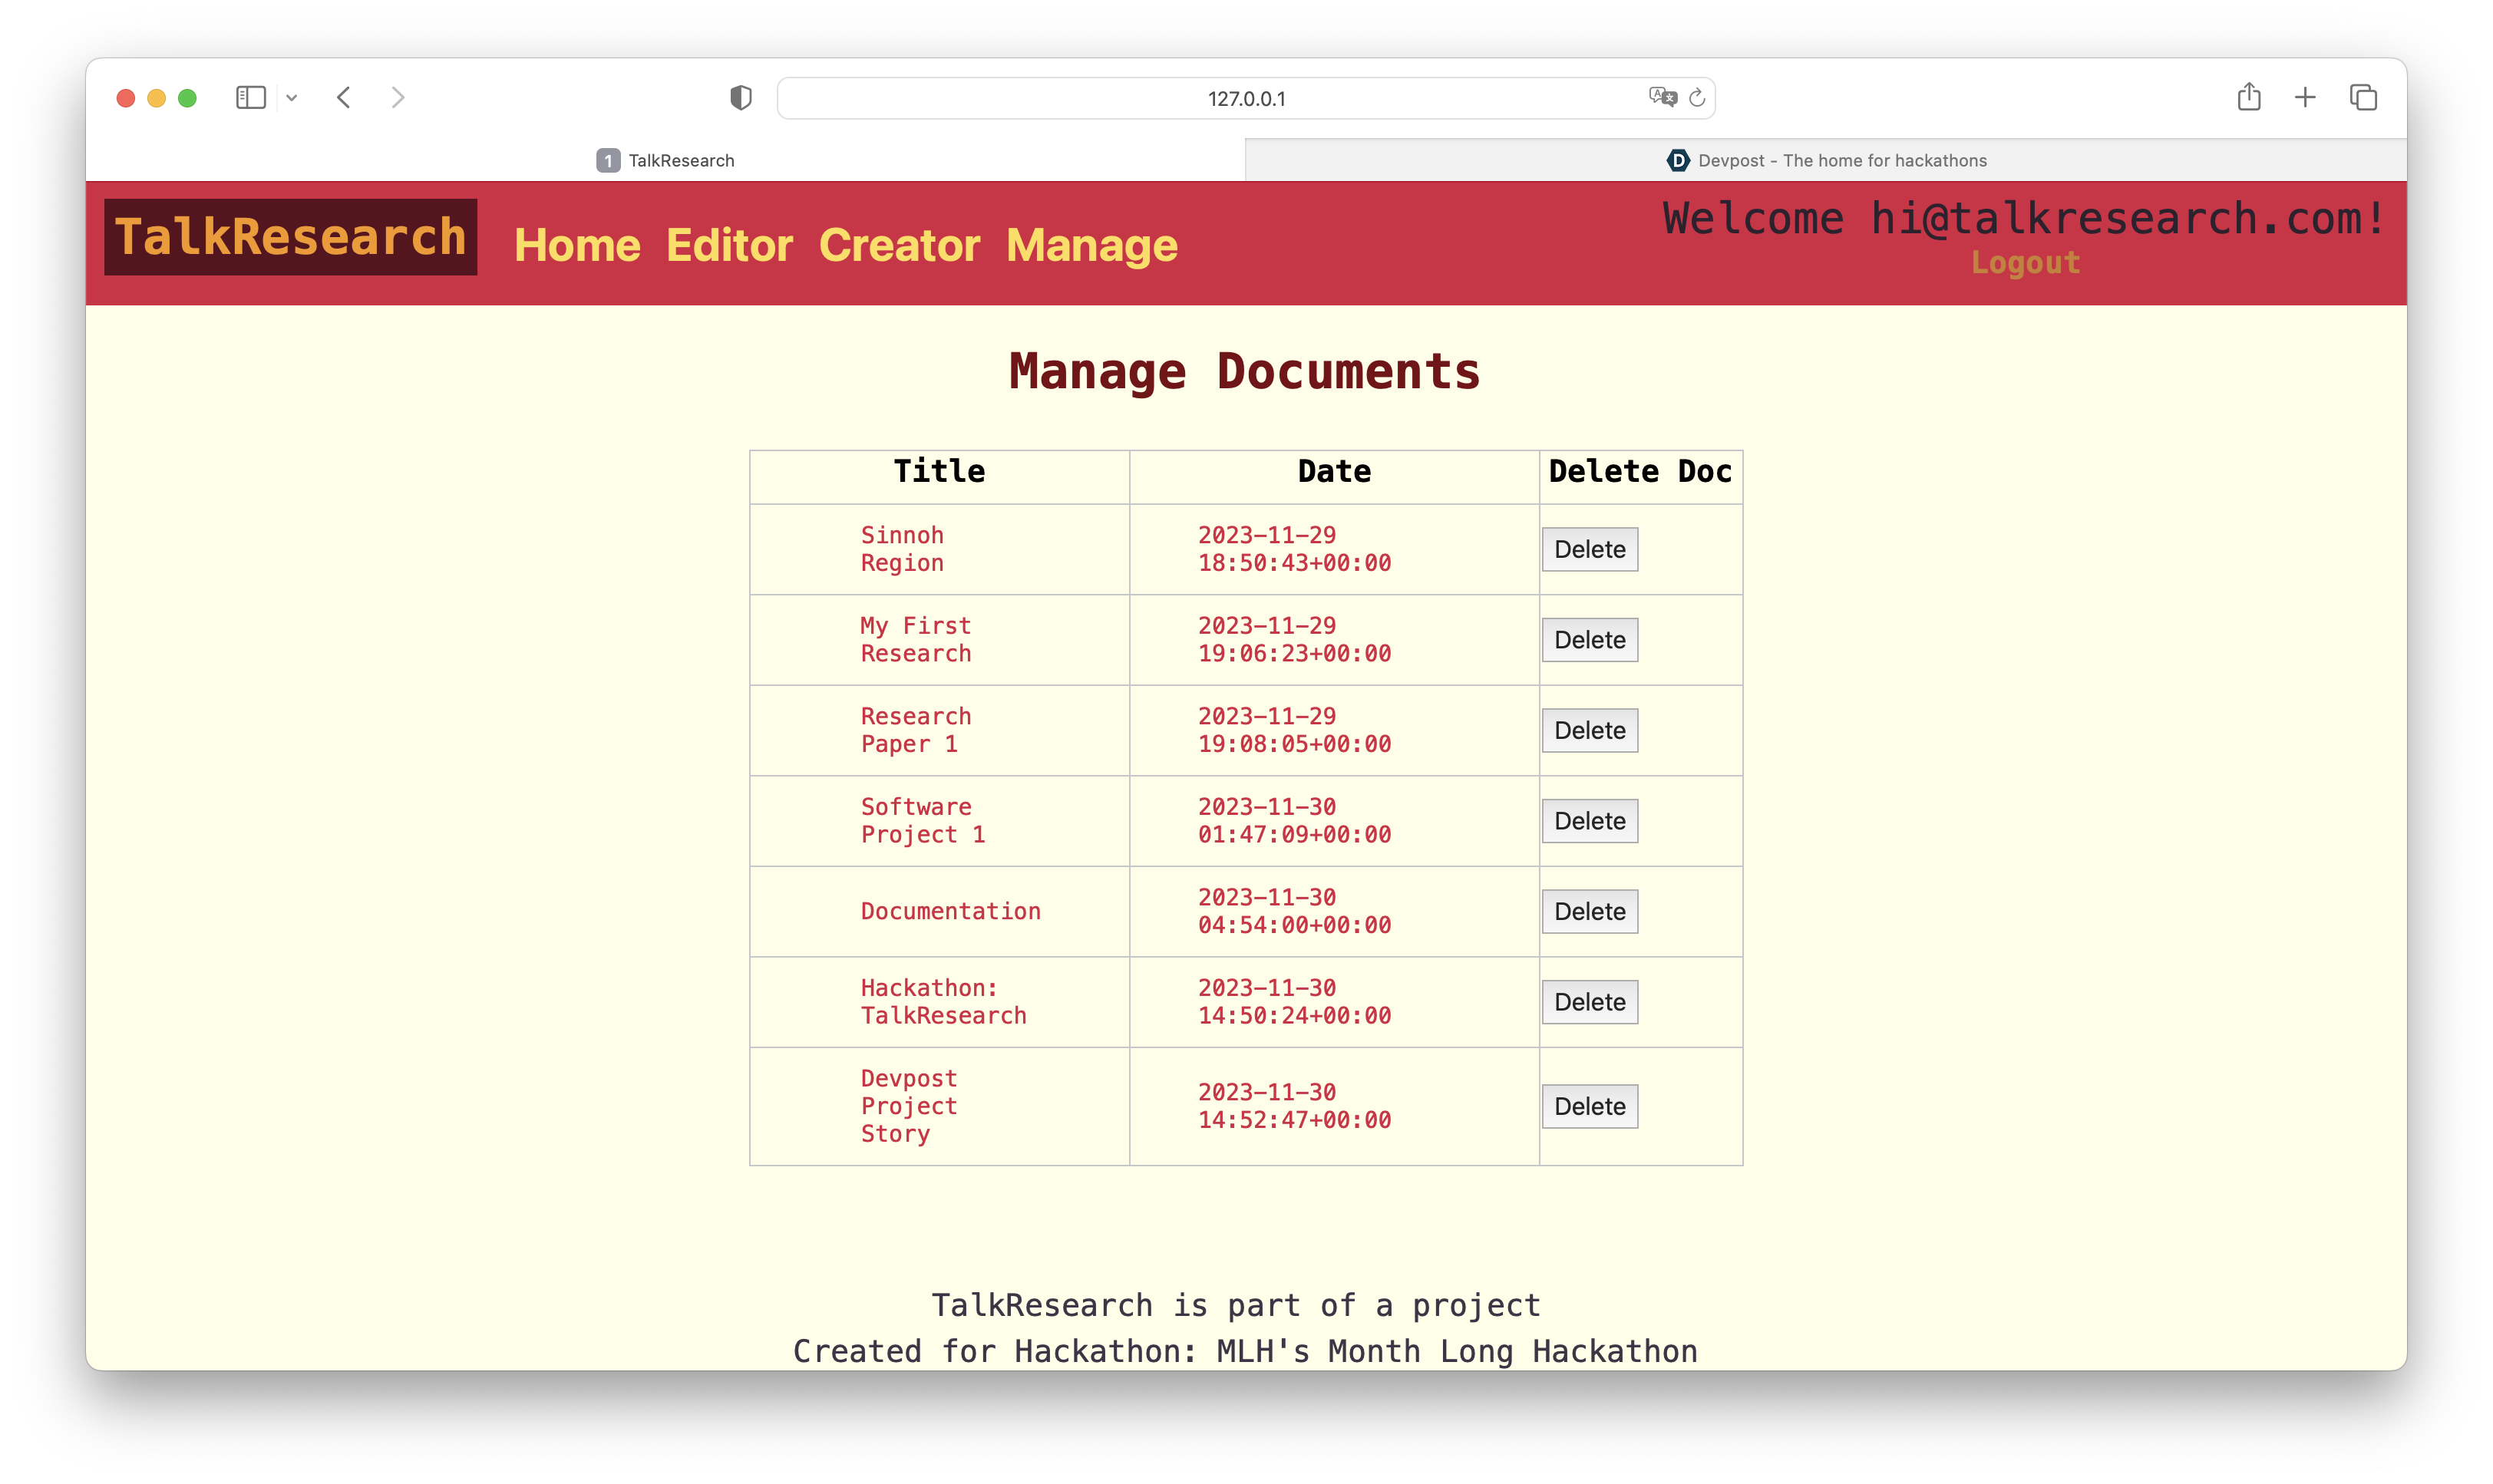 127.0.0.1
1 TalkResearch
D Devpost - The home for hackathons
TalkResearch
Home Editor Creator Manage
Welcome hi@talkresearch.com!
Logout
Manage Documents
Title Date Delete Doc
Sinnoh
Region
2023-11-29
18:50:43+00:00
Delete
My First
Research
2023-11-29
19:06:23+00:00
Delete
Research
Paper 1
2023-11-29
19:08:05+00:00
Delete
Software
Project 1
2023-11-30
01:47:09+00:00
Delete
Documentation
2023-11-30
04:54:00+00:00
Delete
Hackathon:
TalkResearch
2023-11-30
14:50:24+00:00
Delete
Devpost
Project
Story
2023-11-30
14:52:47+00:00
Delete
TalkResearch is part of a project
Created for Hackathon: MLH's Month Long Hackathon